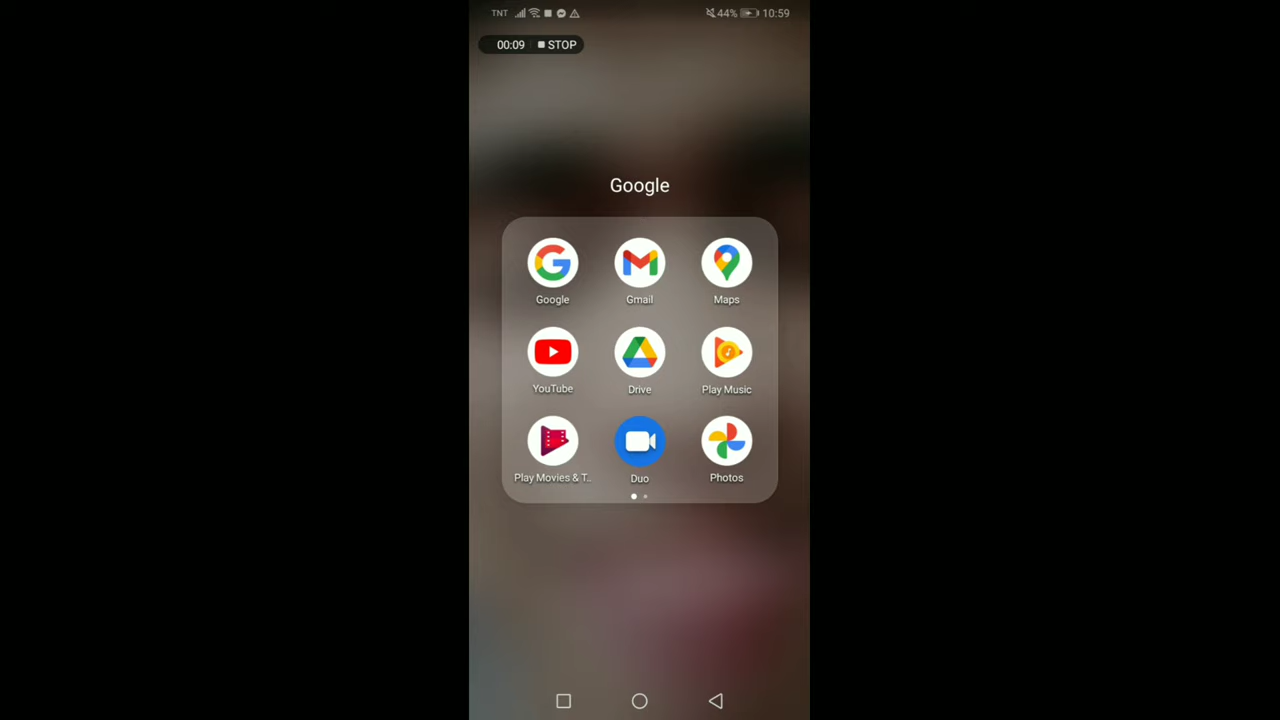 TNT 44% 10:59
00:09 STOP
Google
Google Gmail Maps
YouTube Drive Play Music
Play Movies & T.. Duo Photos